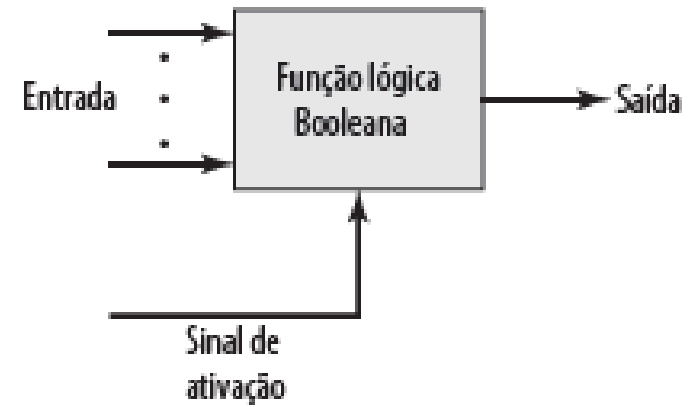 Entrada
Função lógica
Booleana
Saída
Sinal de
ativação